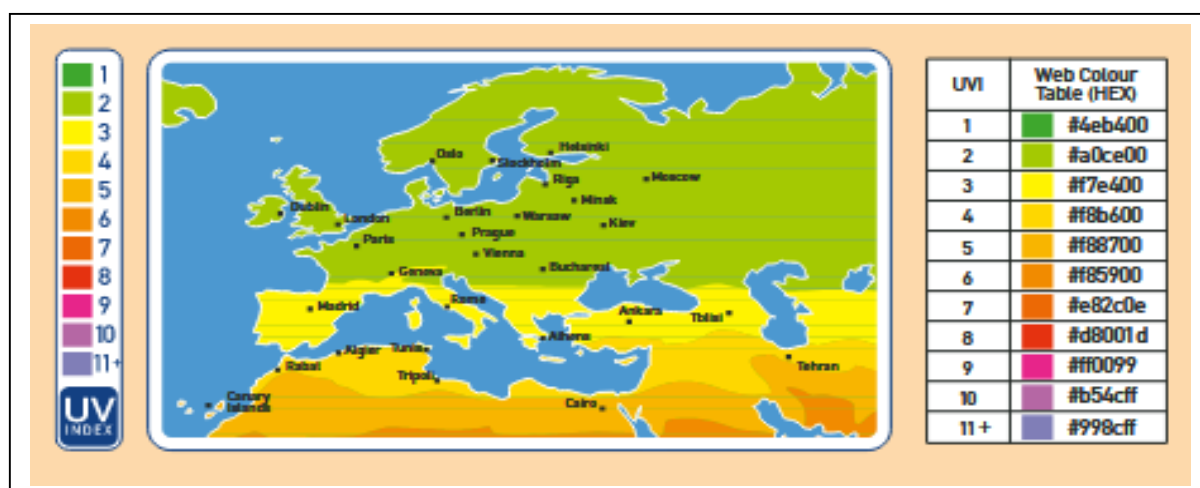 1
2
3
4
5
6
7
8
9
10
11+
UV
INDEX
Oslo
Helsinki
Stockholm
Riga
Moscow
Minsk
Dublin
London
Berlin
Warsaw
Kiev
Paris
Prague
Vienna
Geneva
Bucharest
Madrid
Rome
Ankara
Tbilisi
Athens
Algier
Tunis
Rabat
Tripoli
Tehran
Canary
Islands
Cairo
UVI
Web Colour
Table (HEX)
1 #4eb400
2 #a0ce00
3 #f7e400
4 #f8b600
5 #f88700
6 #f85900
7 #e82c0e
8 #d8001d
9 #ff0099
10 #b54cff
11 + #998cff